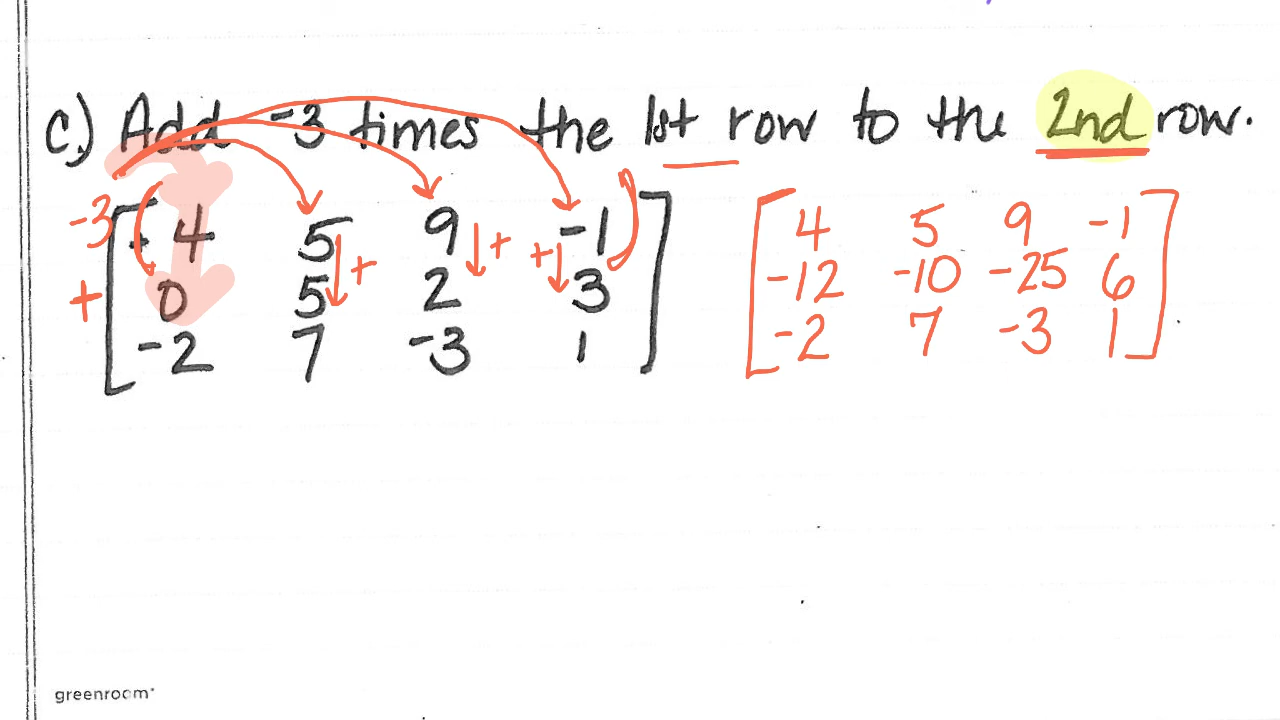 c.) Add -3 times the 1st row to the 2nd row.
-3 [ 4 5 9 -1 ] [ 4 5 9 -1 ]
+ [ 0 5 + 2 + + 3 ] [ -12 -10 -25 6 ]
[ -2 7 -3 1 ] [ -2 7 -3 1 ]
greenroom